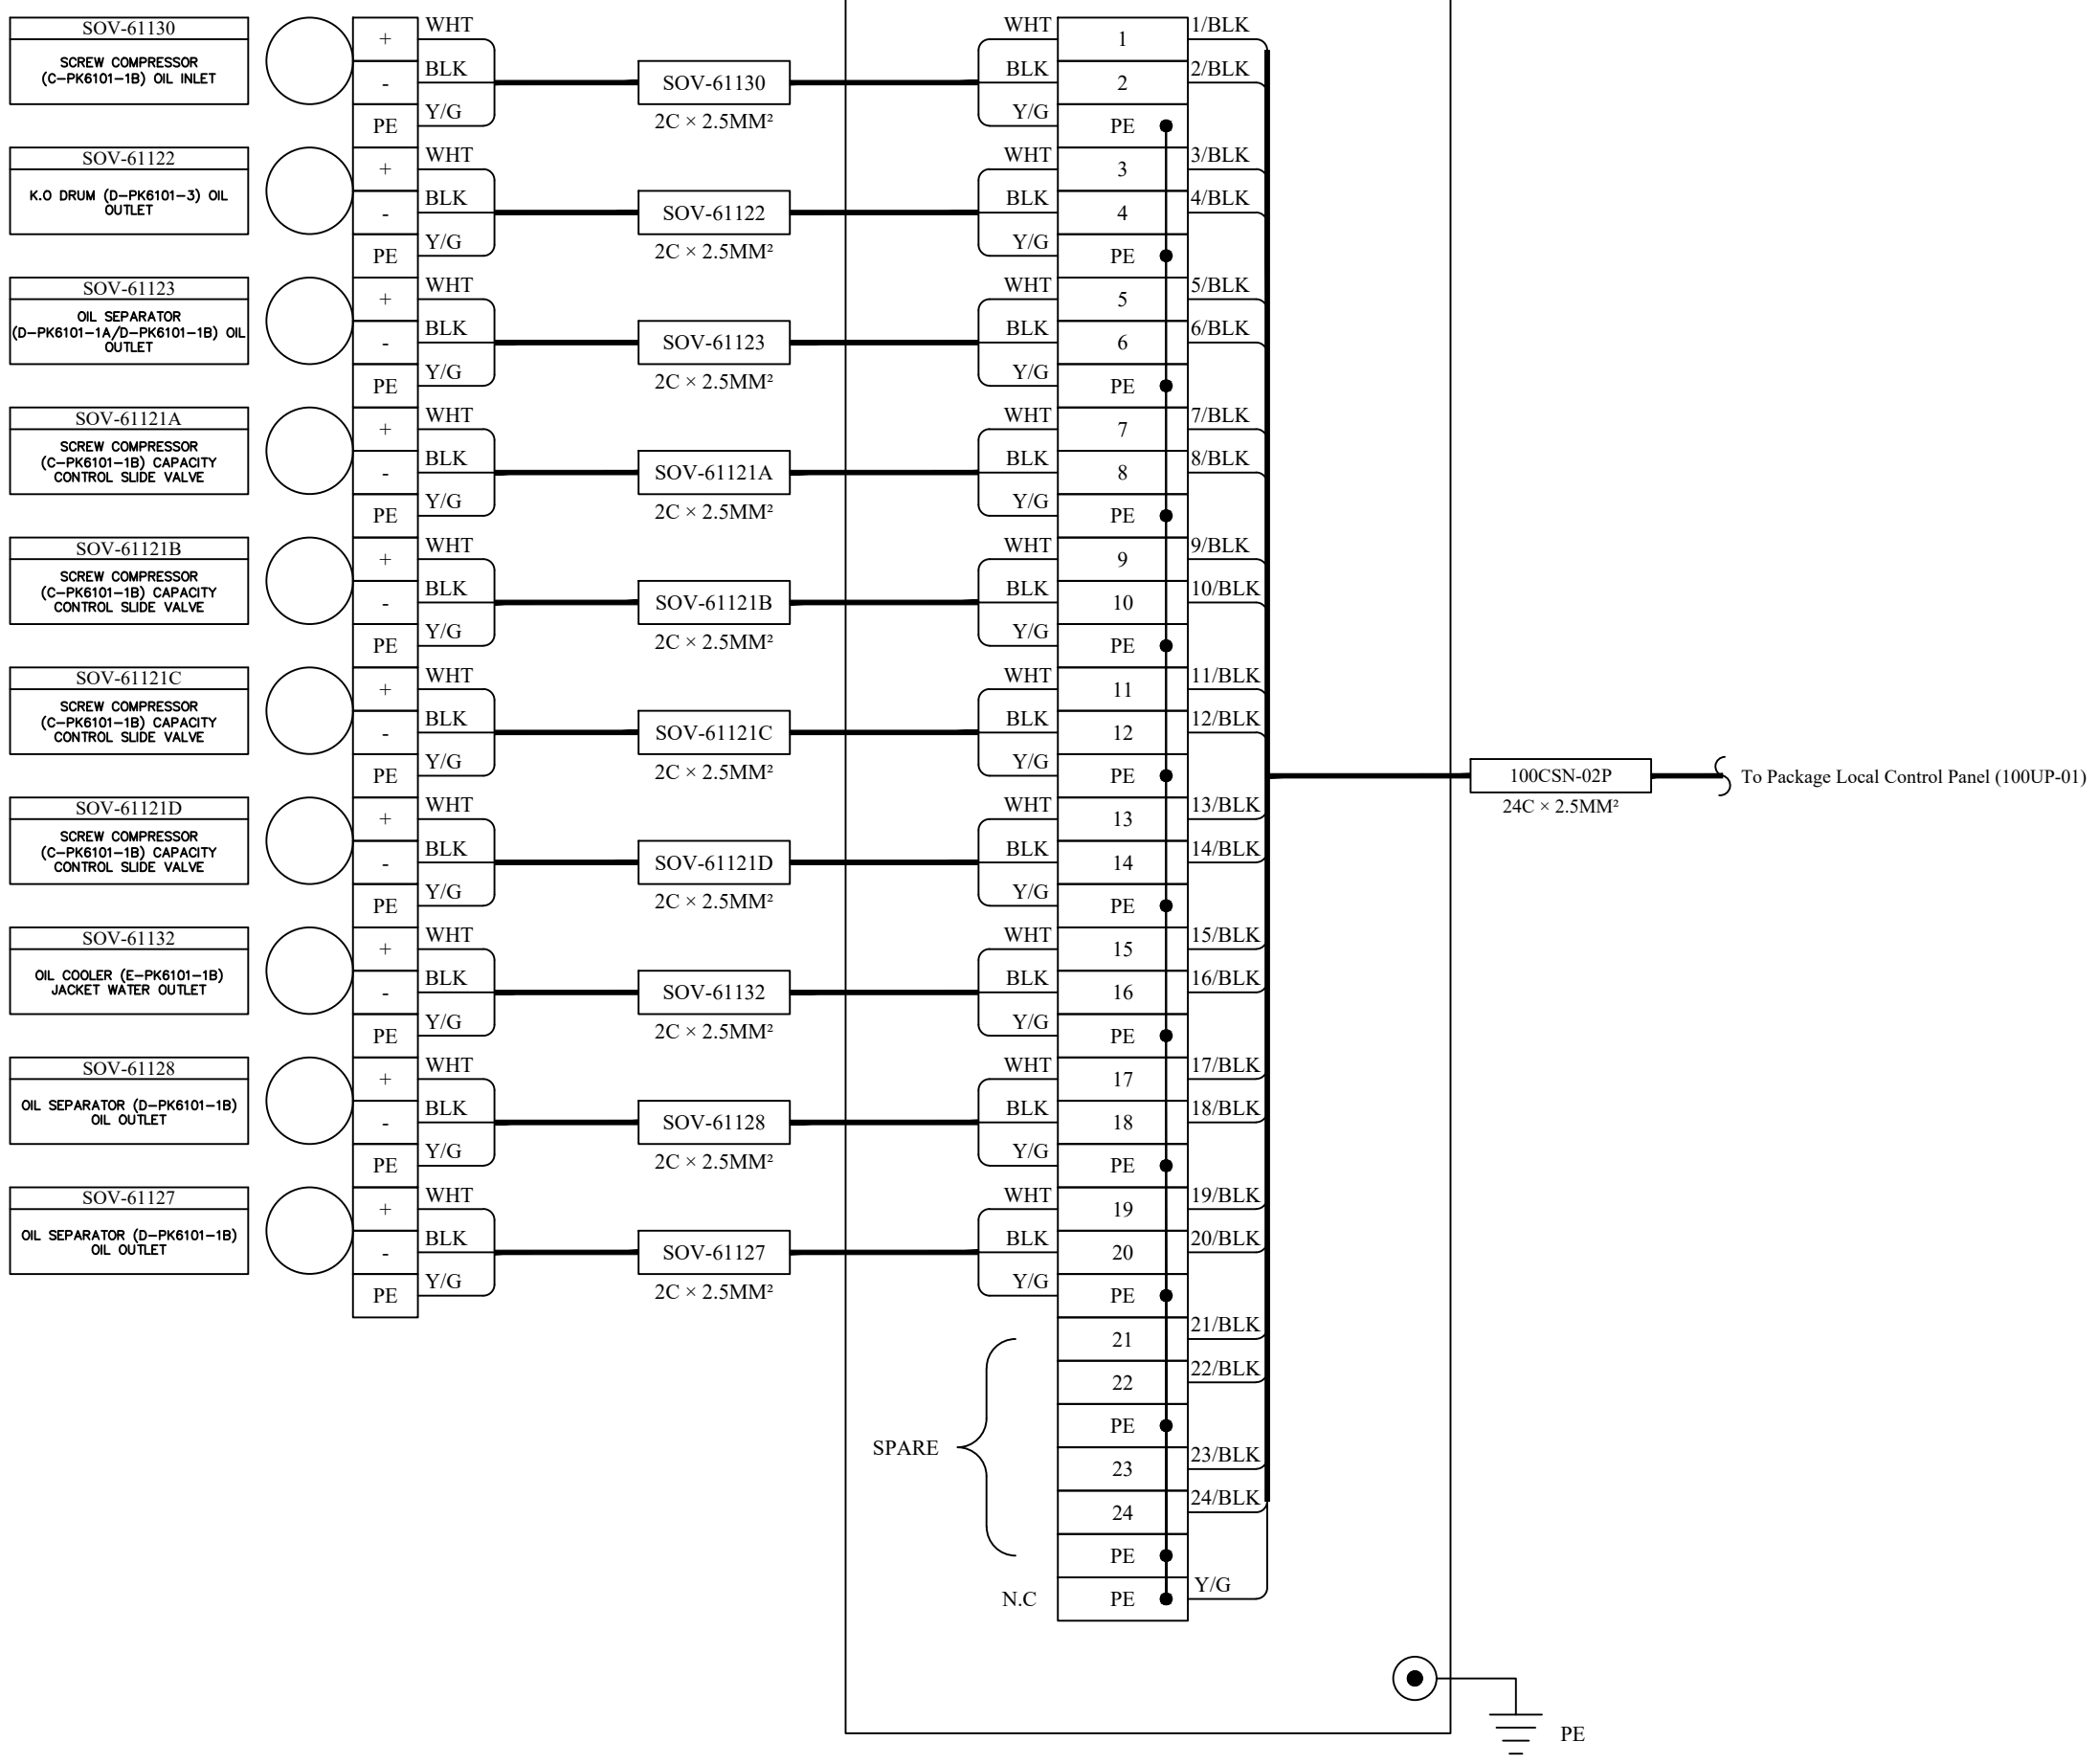 SOV-61130
SCREW COMPRESSOR
(C-PK6101-1B) OIL INLET
+ WHT
- BLK
PE Y/G
SOV-61130
2C × 2.5MM²
WHT 1 1/BLK
BLK 2 2/BLK
Y/G PE
SOV-61122
K.O DRUM (D-PK6101-3) OIL
OUTLET
+ WHT
- BLK
PE Y/G
SOV-61122
2C × 2.5MM²
WHT 3 3/BLK
BLK 4 4/BLK
Y/G PE
SOV-61123
OIL SEPARATOR
(D-PK6101-1A/D-PK6101-1B) OIL
OUTLET
+ WHT
- BLK
PE Y/G
SOV-61123
2C × 2.5MM²
WHT 5 5/BLK
BLK 6 6/BLK
Y/G PE
SOV-61121A
SCREW COMPRESSOR
(C-PK6101-1B) CAPACITY
CONTROL SLIDE VALVE
+ WHT
- BLK
PE Y/G
SOV-61121A
2C × 2.5MM²
WHT 7 7/BLK
BLK 8 8/BLK
Y/G PE
SOV-61121B
SCREW COMPRESSOR
(C-PK6101-1B) CAPACITY
CONTROL SLIDE VALVE
+ WHT
- BLK
PE Y/G
SOV-61121B
2C × 2.5MM²
WHT 9 9/BLK
BLK 10 10/BLK
Y/G PE
SOV-61121C
SCREW COMPRESSOR
(C-PK6101-1B) CAPACITY
CONTROL SLIDE VALVE
+ WHT
- BLK
PE Y/G
SOV-61121C
2C × 2.5MM²
WHT 11 11/BLK
BLK 12 12/BLK
Y/G PE
100CSN-02P
24C × 2.5MM²
To Package Local Control Panel (100UP-01)
SOV-61121D
SCREW COMPRESSOR
(C-PK6101-1B) CAPACITY
CONTROL SLIDE VALVE
+ WHT
- BLK
PE Y/G
SOV-61121D
2C × 2.5MM²
WHT 13 13/BLK
BLK 14 14/BLK
Y/G PE
SOV-61132
OIL COOLER (E-PK6101-1B)
JACKET WATER OUTLET
+ WHT
- BLK
PE Y/G
SOV-61132
2C × 2.5MM²
WHT 15 15/BLK
BLK 16 16/BLK
Y/G PE
SOV-61128
OIL SEPARATOR (D-PK6101-1B)
OIL OUTLET
+ WHT
- BLK
PE Y/G
SOV-61128
2C × 2.5MM²
WHT 17 17/BLK
BLK 18 18/BLK
Y/G PE
SOV-61127
OIL SEPARATOR (D-PK6101-1B)
OIL OUTLET
+ WHT
- BLK
PE Y/G
SOV-61127
2C × 2.5MM²
WHT 19 19/BLK
BLK 20 20/BLK
Y/G PE
21 21/BLK
22 22/BLK
PE
SPARE
23 23/BLK
24 24/BLK
PE
N.C PE Y/G
PE